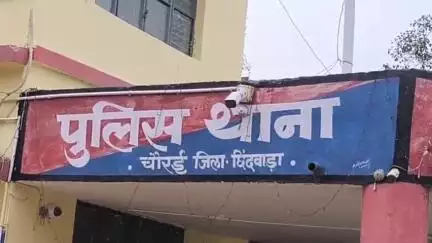 पुलिस थाना
· चौरई जिला-छिंदवाड़ा ·